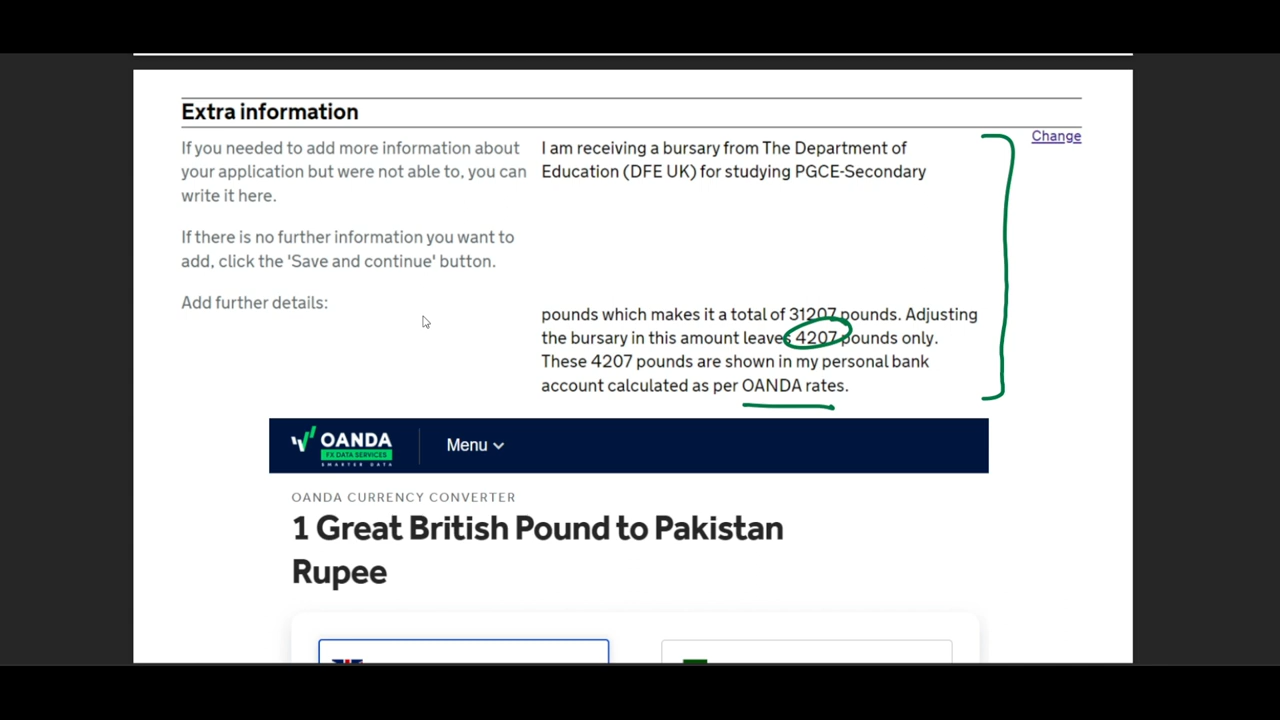 Extra information
Change
If you needed to add more information about
your application but were not able to, you can
write it here.
If there is no further information you want to
add, click the 'Save and continue' button.
Add further details:
I am receiving a bursary from The Department of
Education (DFE UK) for studying PGCE-Secondary
pounds which makes it a total of 31207 pounds. Adjusting
the bursary in this amount leaves 4207 pounds only.
These 4207 pounds are shown in my personal bank
account calculated as per OANDA rates.
OANDA
FX DATA SERVICES
SMARTER DATA
Menu
OANDA CURRENCY CONVERTER
1 Great British Pound to Pakistan
Rupee